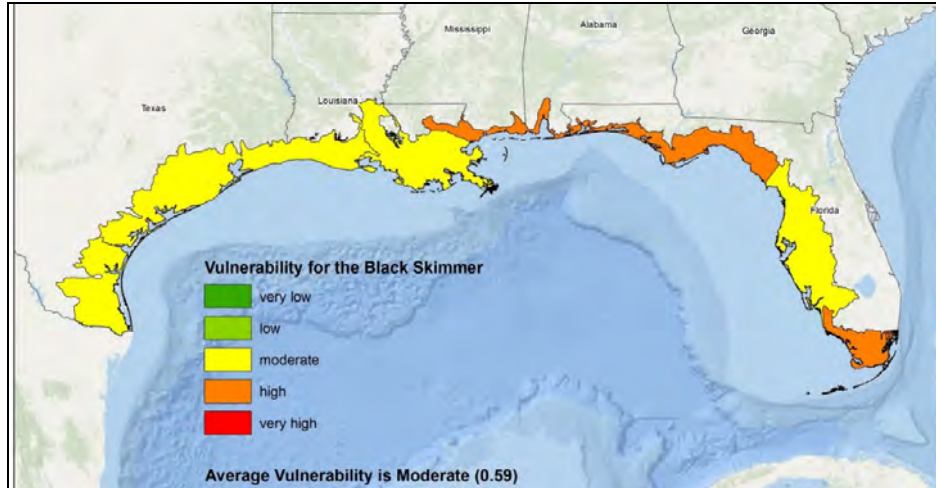 Mississippi
Alabama
Georgia
Texas
Louisiana
Florida
Vulnerability for the Black Skimmer
very low
low
moderate
high
very high
Average Vulnerability is Moderate (0.59)